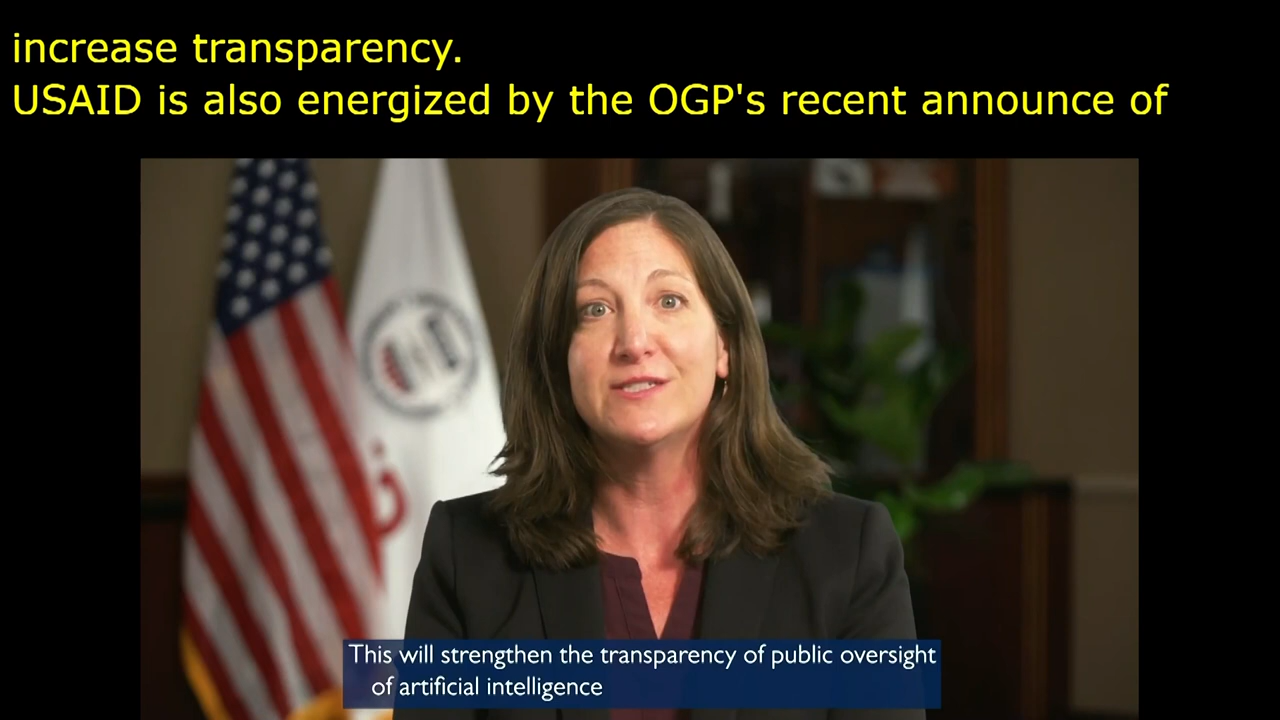 increase transparency.
USAID is also energized by the OGP's recent announce of
This will strengthen the transparency of public oversight
of artificial intelligence